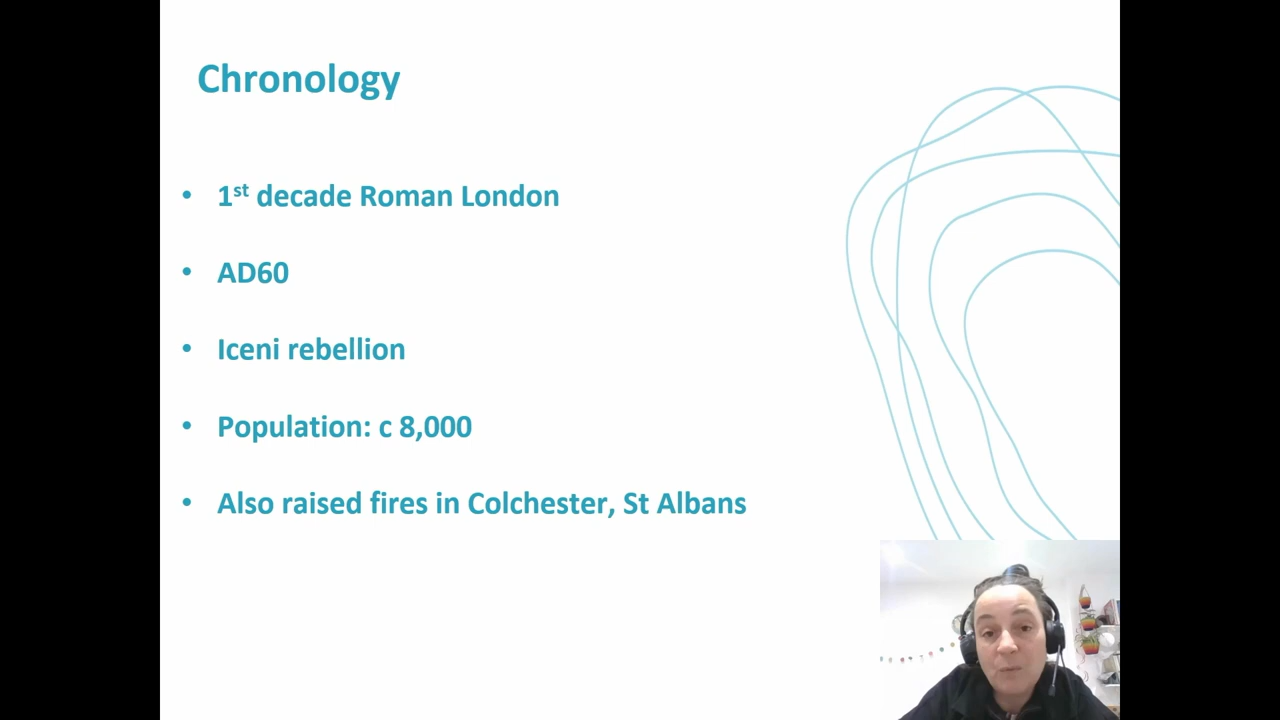 Chronology
• 1st decade Roman London
• AD60
• Iceni rebellion
• Population: c 8,000
• Also raised fires in Colchester, St Albans